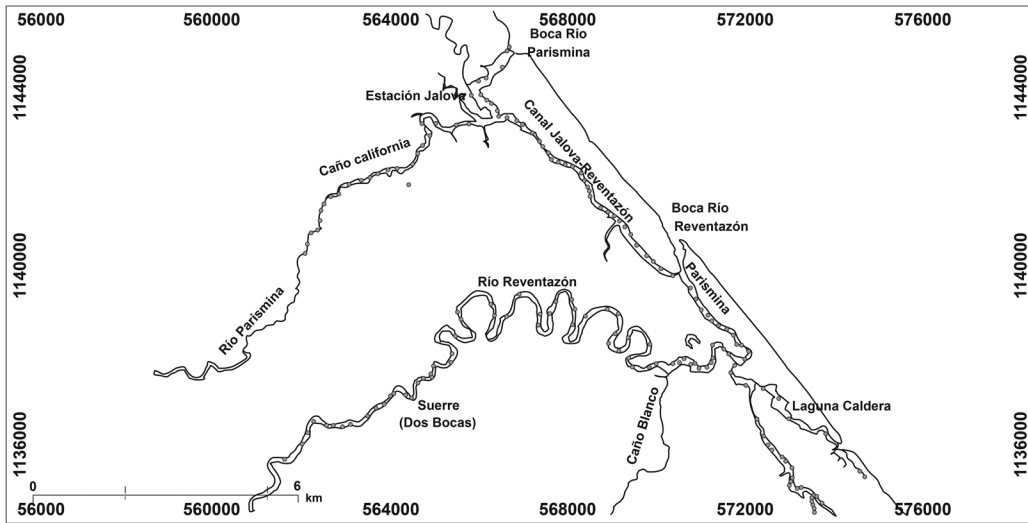 56000 560000 564000 568000 572000 576000
Boca Río
Parismina
1144000
1144000
Estación Jalova
Canal Jalova-Reventazón
Caño california
Boca Río
Reventazón
1140000
1140000
Parismina
Río Reventazón
Río Parismina
Suerre
(Dos Bocas)
Laguna Caldera
Caño Blanco
1136000
1136000
0 6
km
56000 560000 564000 568000 572000 576000